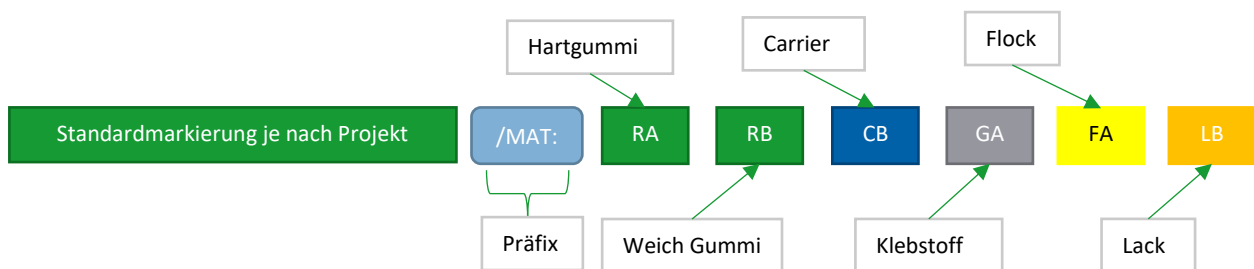 Hartgummi
Carrier
Flock
Standardmarkierung je nach Projekt
/MAT:
RA
RB
CB
GA
FA
LB
Präfix
Weich Gummi
Klebstoff
Lack